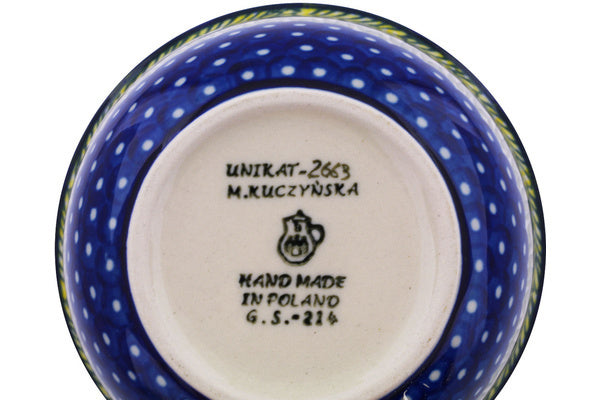 UNIKAT-2663
M.KUCZYŃSKA
HAND MADE
IN POLAND
G.S.-214